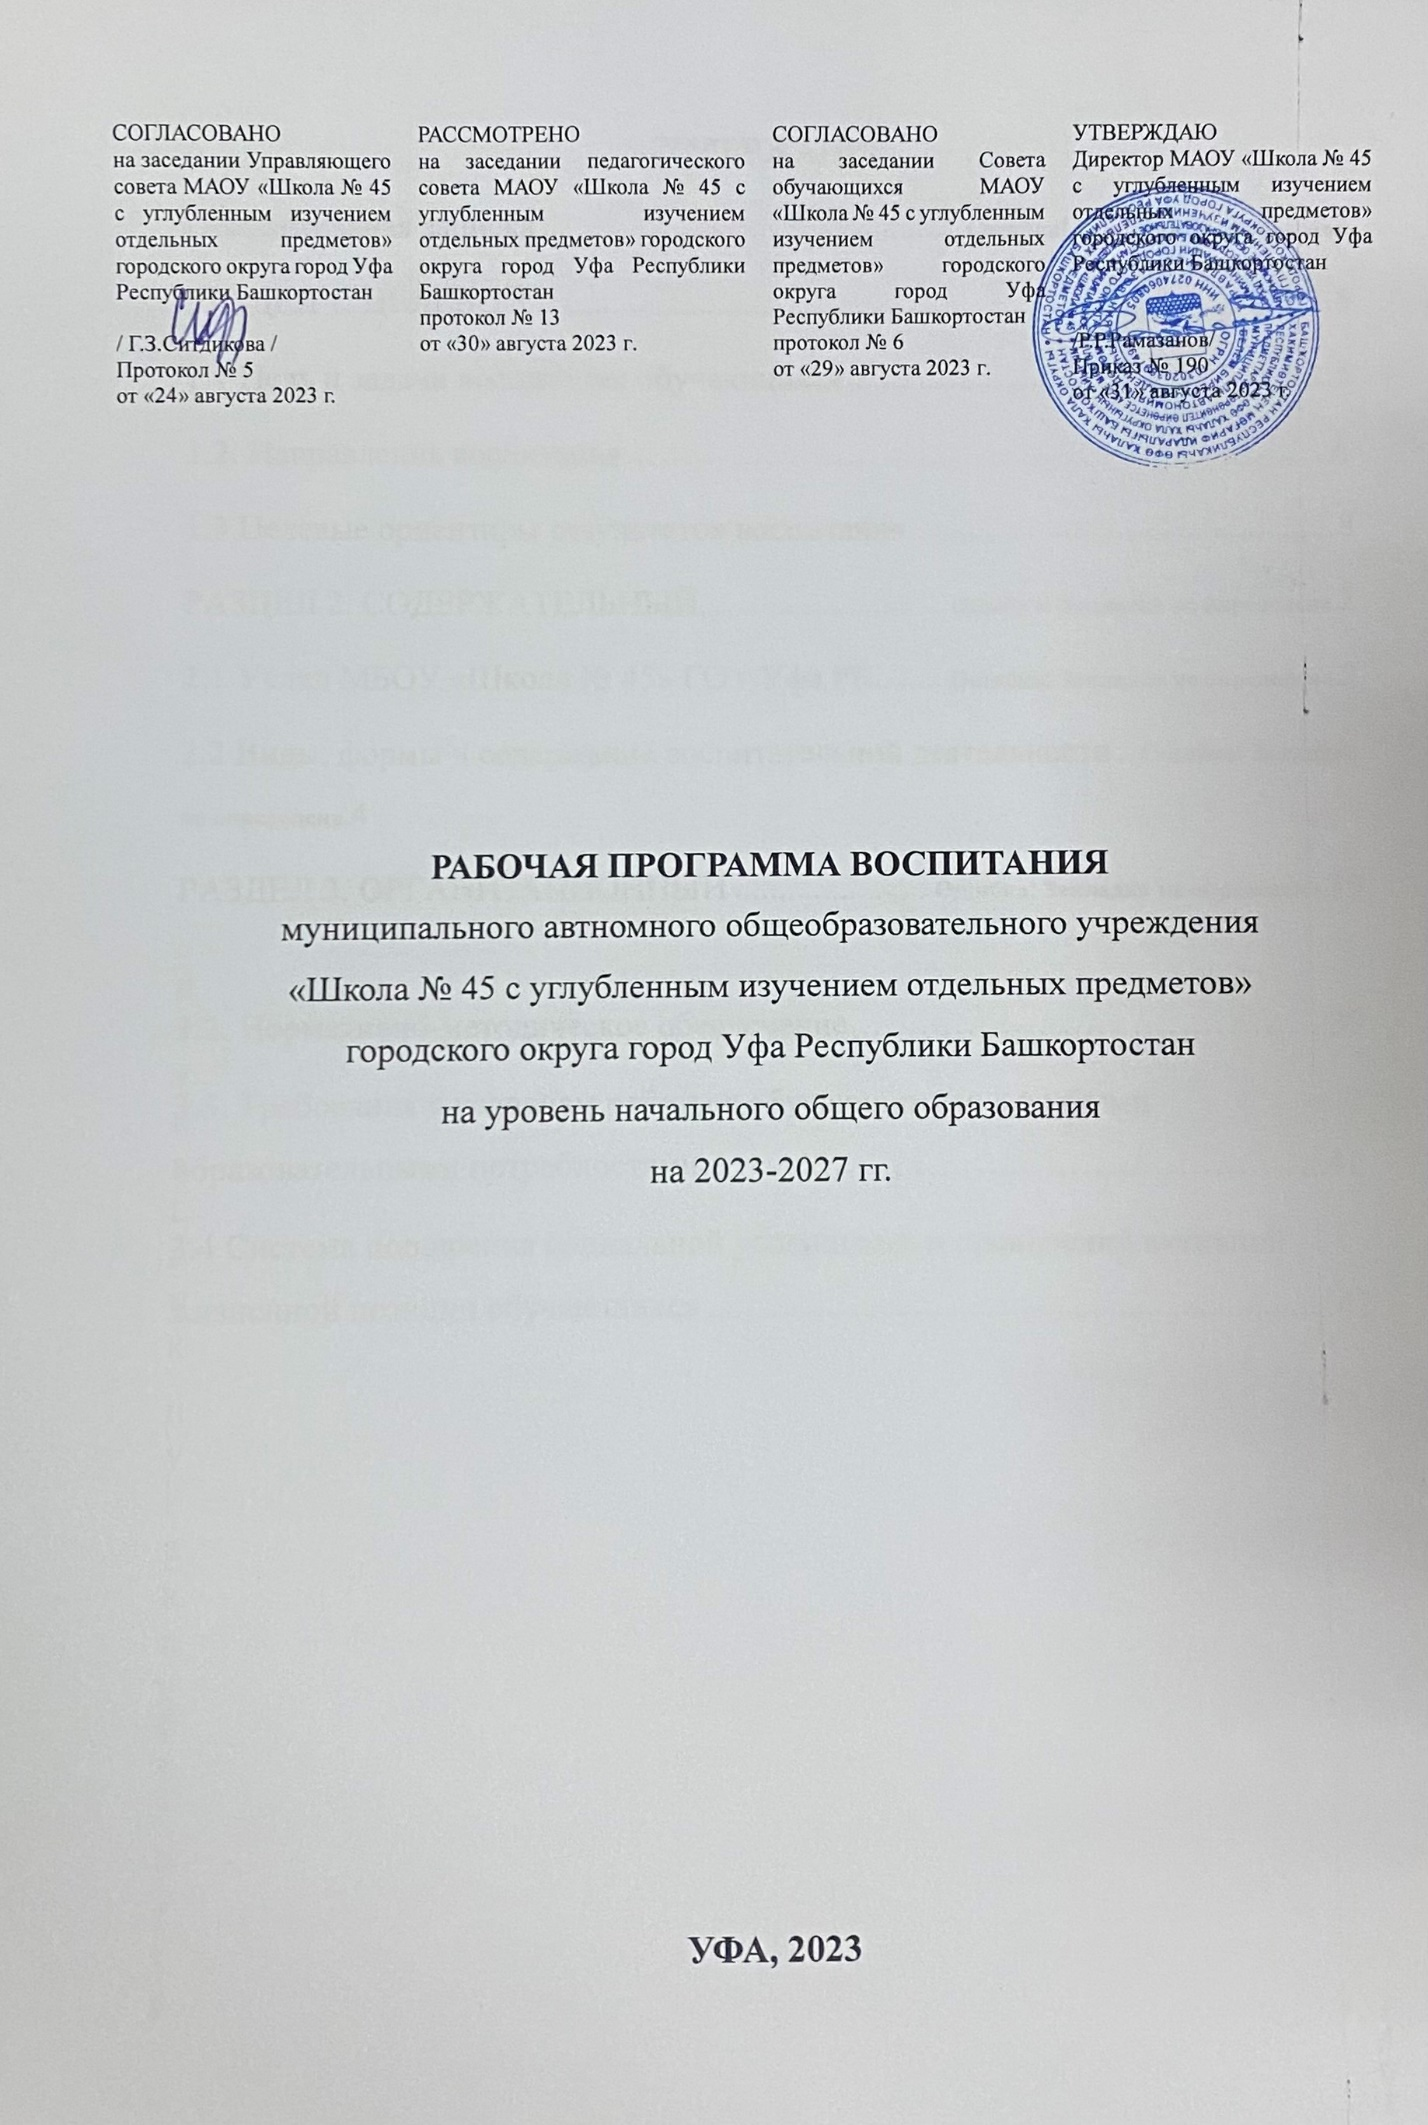 СОГЛАСОВАНО
на заседании Управляющего
совета МАОУ «Школа № 45
с углубленным изучением
отдельных предметов»
городского округа город Уфа
Республики Башкортостан
/ Г.З.Ситдикова /
Протокол № 5
от «24» августа 2023 г.
РАССМОТРЕНО
на заседании педагогического
совета МАОУ «Школа № 45 с
углубленным изучением
отдельных предметов» городского
округа город Уфа Республики
Башкортостан
протокол № 13
от «30» августа 2023 г.
СОГЛАСОВАНО
на заседании Совета
обучающихся МАОУ
«Школа № 45 с углубленным
изучением отдельных
предметов» городского
округа город Уфа
Республики Башкортостан
протокол № 6
от «29» августа 2023 г.
УТВЕРЖДАЮ
Директор МАОУ «Школа № 45
с углубленным изучением
отдельных предметов»
городского округа город Уфа
Республики Башкортостан
/Р.Р.Рамазанов/
Приказ № 190
от «31» августа 2023 г.
РАБОЧАЯ ПРОГРАММА ВОСПИТАНИЯ
муниципального автномного общеобразовательного учреждения
«Школа № 45 с углубленным изучением отдельных предметов»
городского округа город Уфа Республики Башкортостан
на уровень начального общего образования
на 2023-2027 гг.
УФА, 2023